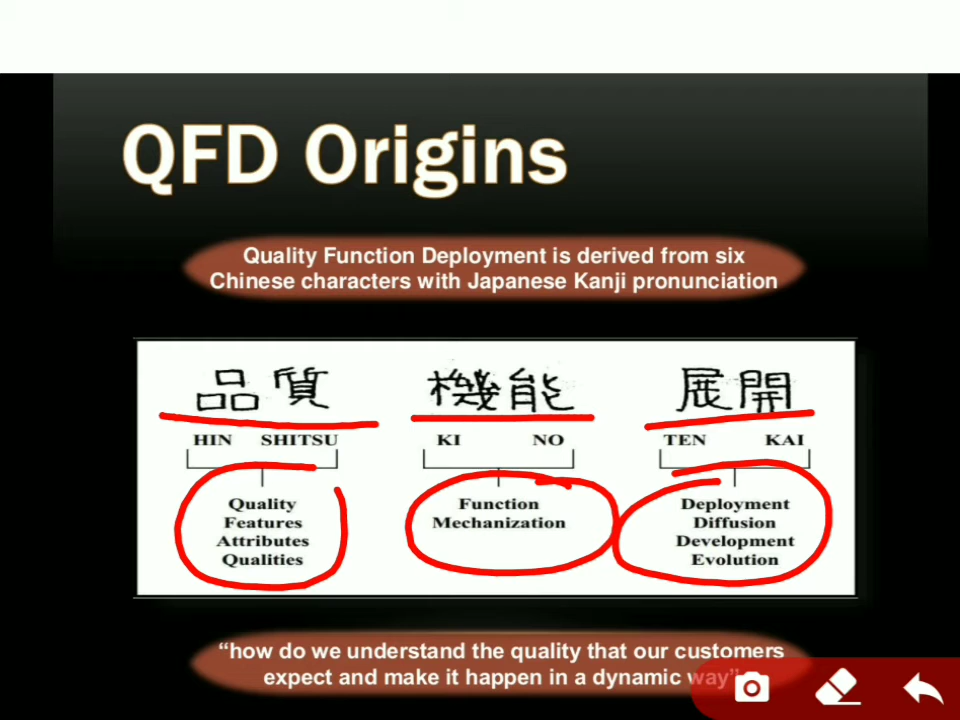 QFD Origins
Quality Function Deployment is derived from six
Chinese characters with Japanese Kanji pronunciation
品質 機能 展開
HIN SHITSU KI NO TEN KAI
Quality Function Deployment
Features Mechanization Diffusion
Attributes Development
Qualities Evolution
“how do we understand the quality that our customers
expect and make it happen in a dynamic way”